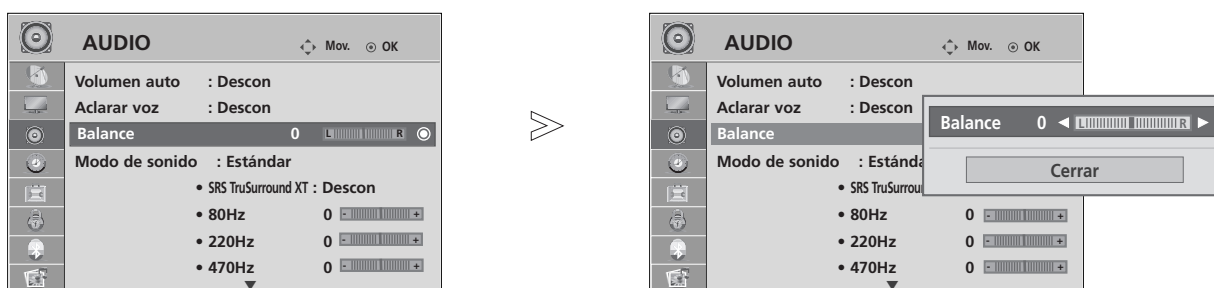 AUDIO Mov. OK
Volumen auto : Descon
Aclarar voz : Descon
Balance 0 L R
Modo de sonido : Estándar
• SRS TruSurround XT : Descon
• 80Hz 0 - +
• 220Hz 0 - +
• 470Hz 0 - +
AUDIO Mov. OK
Volumen auto : Descon
Aclarar voz : Descon
Balance
Modo de sonido : Estánda
• SRS TruSurrou
• 80Hz 0 - +
• 220Hz 0 - +
• 470Hz 0 - +
Balance 0 L R
Cerrar